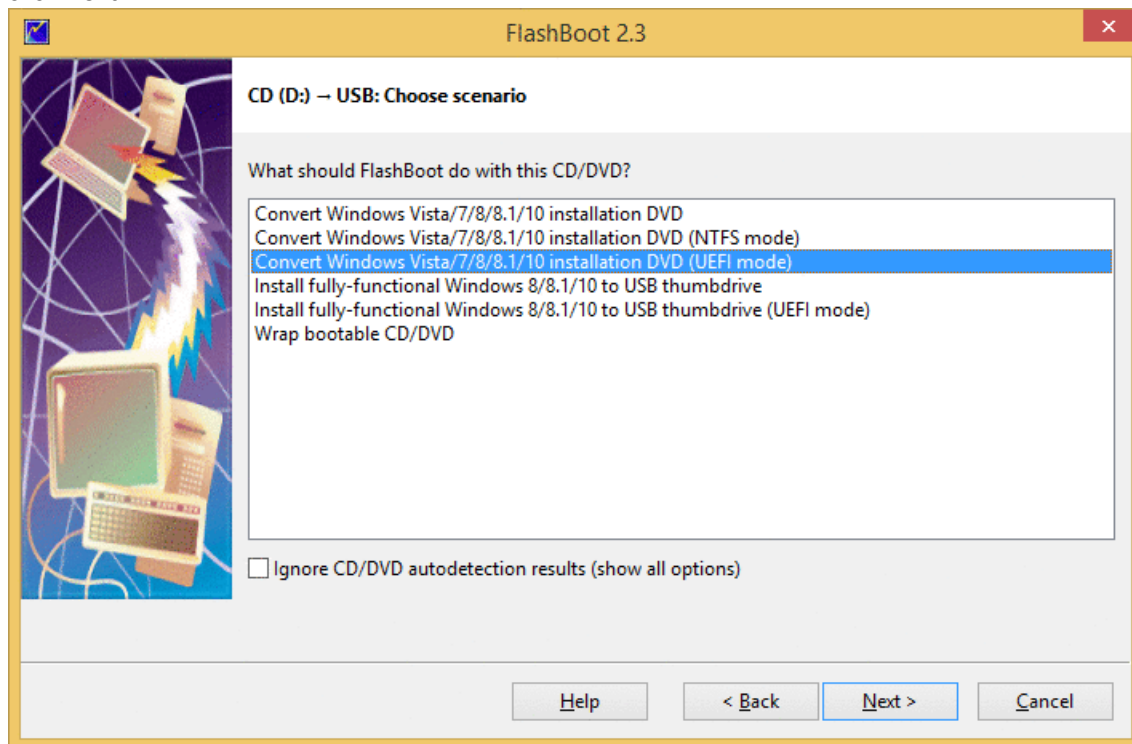 FlashBoot 2.3
CD (D:) → USB: Choose scenario
What should FlashBoot do with this CD/DVD?
Convert Windows Vista/7/8/8.1/10 installation DVD
Convert Windows Vista/7/8/8.1/10 installation DVD (NTFS mode)
Convert Windows Vista/7/8/8.1/10 installation DVD (UEFI mode)
Install fully-functional Windows 8/8.1/10 to USB thumbdrive
Install fully-functional Windows 8/8.1/10 to USB thumbdrive (UEFI mode)
Wrap bootable CD/DVD
Ignore CD/DVD autodetection results (show all options)
Help < Back Next > Cancel